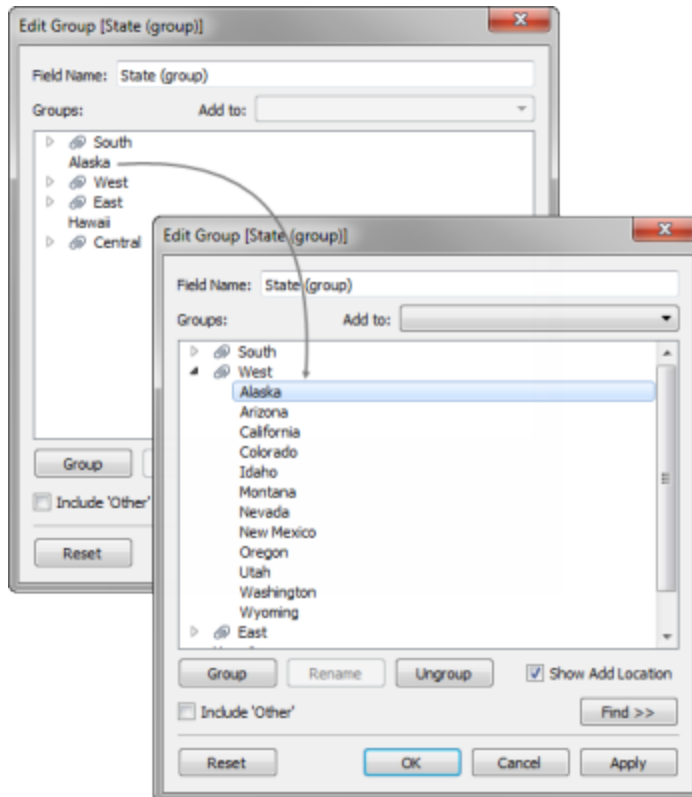 Edit Group [State (group)]
Field Name: State (group)
Groups: Add to:
South
Alaska
West
East
Hawaii
Central
Group
Include 'Other'
Reset
Edit Group [State (group)]
Field Name: State (group)
Groups: Add to:
South
West
Alaska
Arizona
California
Colorado
Idaho
Montana
Nevada
New Mexico
Oregon
Utah
Washington
Wyoming
East
Group Rename Ungroup Show Add Location
Include 'Other' Find >>
Reset OK Cancel Apply